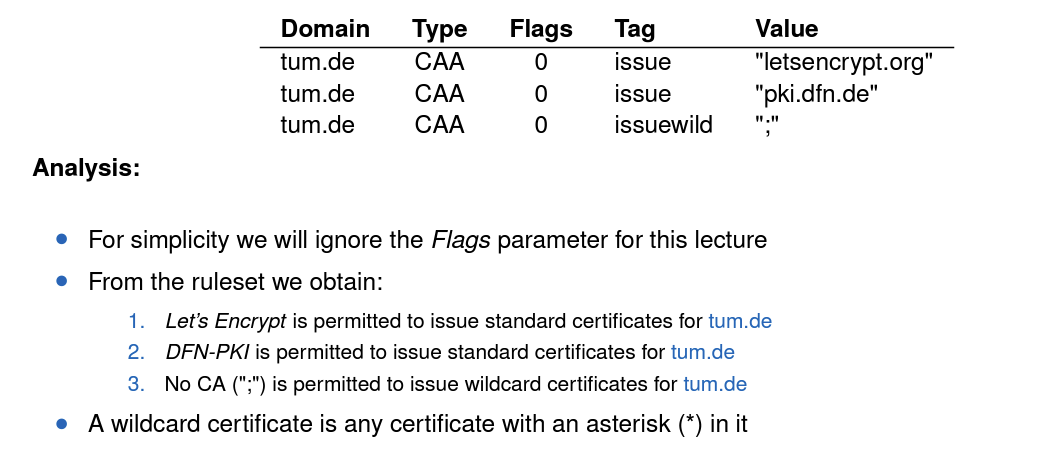 Domain Type Flags Tag Value
tum.de CAA 0 issue "letsencrypt.org"
tum.de CAA 0 issue "pki.dfn.de"
tum.de CAA 0 issuewild ";"
Analysis:
• For simplicity we will ignore the Flags parameter for this lecture
• From the ruleset we obtain:
1. Let's Encrypt is permitted to issue standard certificates for tum.de
2. DFN-PKI is permitted to issue standard certificates for tum.de
3. No CA (";") is permitted to issue wildcard certificates for tum.de
• A wildcard certificate is any certificate with an asterisk (*) in it